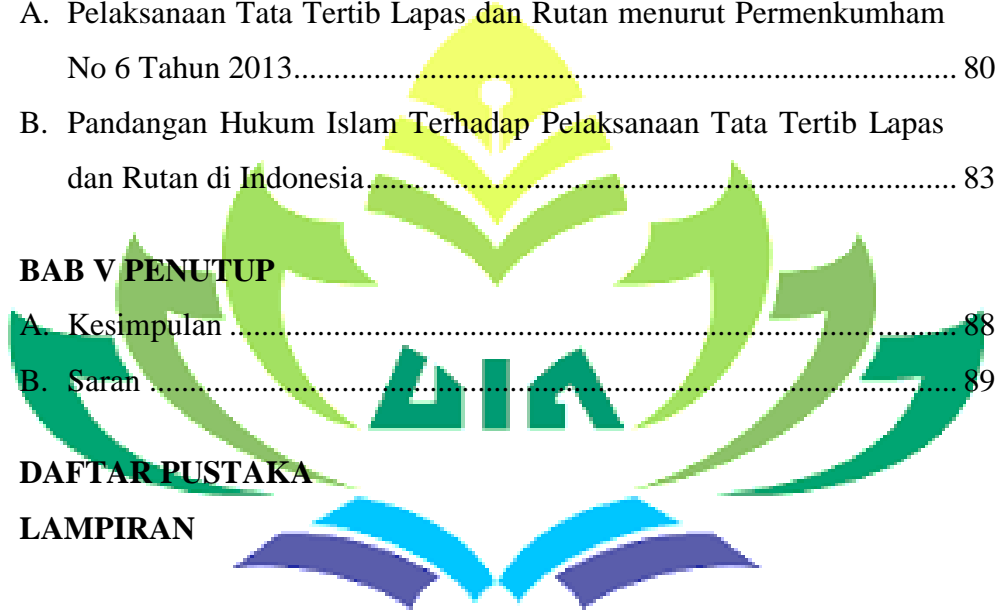 A. Pelaksanaan Tata Tertib Lapas dan Rutan menurut Permenkumham
No 6 Tahun 2013........................................................................................ 80
B. Pandangan Hukum Islam Terhadap Pelaksanaan Tata Tertib Lapas
dan Rutan di Indonesia.............................................................................. 83
BAB V PENUTUP
A. Kesimpulan ................................................................................................ 88
B. Saran .......................................................................................................... 89
DAFTAR PUSTAKA
LAMPIRAN